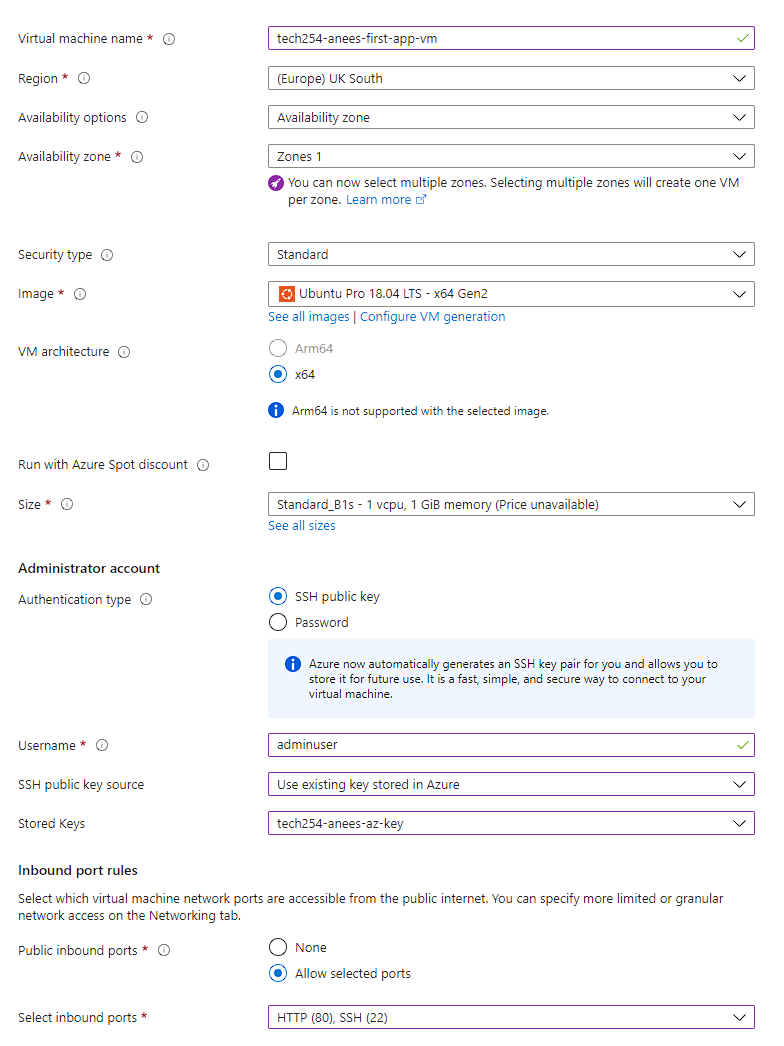 Virtual machine name * tech254-anees-first-app-vm
Region * (Europe) UK South
Availability options Availability zone
Availability zone * Zones 1
You can now select multiple zones. Selecting multiple zones will create one VM
per zone. Learn more
Security type Standard
Image * Ubuntu Pro 18.04 LTS - x64 Gen2
See all images | Configure VM generation
VM architecture Arm64
x64
Arm64 is not supported with the selected image.
Run with Azure Spot discount
Size * Standard_B1s - 1 vcpu, 1 GiB memory (Price unavailable)
See all sizes
Administrator account
Authentication type SSH public key
Password
Azure now automatically generates an SSH key pair for you and allows you to
store it for future use. It is a fast, simple, and secure way to connect to your
virtual machine.
Username * adminuser
SSH public key source Use existing key stored in Azure
Stored Keys tech254-anees-az-key
Inbound port rules
Select which virtual machine network ports are accessible from the public internet. You can specify more limited or granular
network access on the Networking tab.
Public inbound ports * None
Allow selected ports
Select inbound ports * HTTP (80), SSH (22)